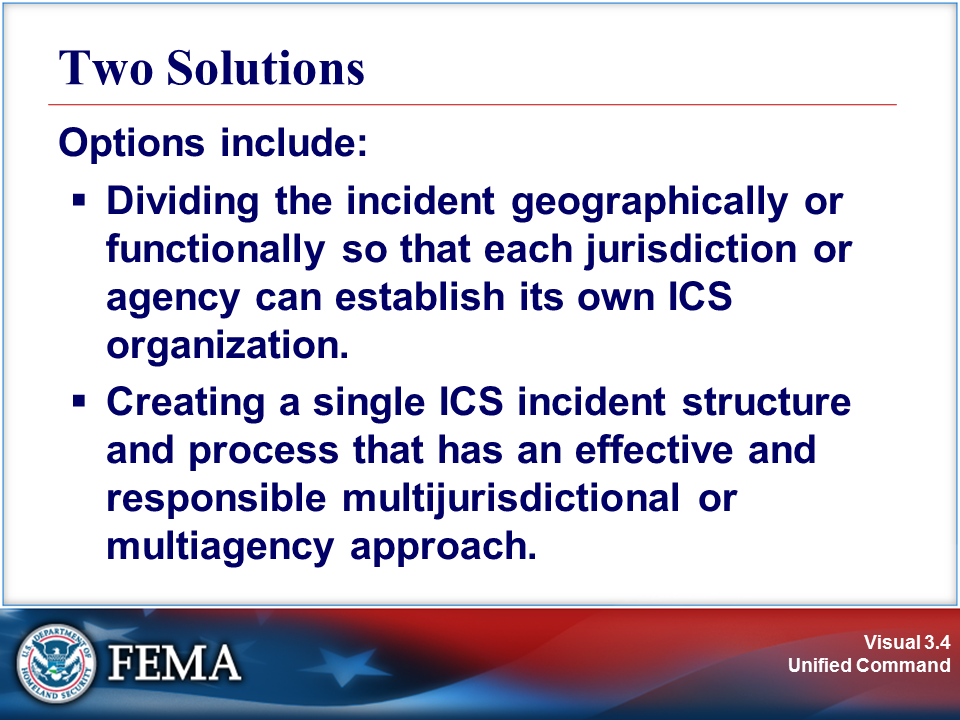 Two Solutions
Options include:
▪ Dividing the incident geographically or
functionally so that each jurisdiction or
agency can establish its own ICS
organization.
▪ Creating a single ICS incident structure
and process that has an effective and
responsible multijurisdictional or
multiagency approach.
U.S. DEPARTMENT OF
HOMELAND SECURITY
FEMA
Visual 3.4
Unified Command